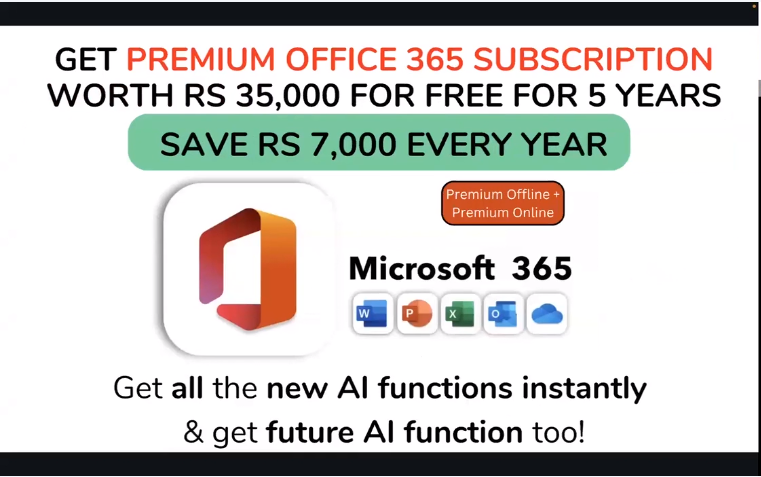 GET PREMIUM OFFICE 365 SUBSCRIPTION
WORTH RS 35,000 FOR FREE FOR 5 YEARS
SAVE RS 7,000 EVERY YEAR
Premium Offline +
Premium Online
Microsoft 365
W P X O
Get all the new AI functions instantly
& get future AI function too!